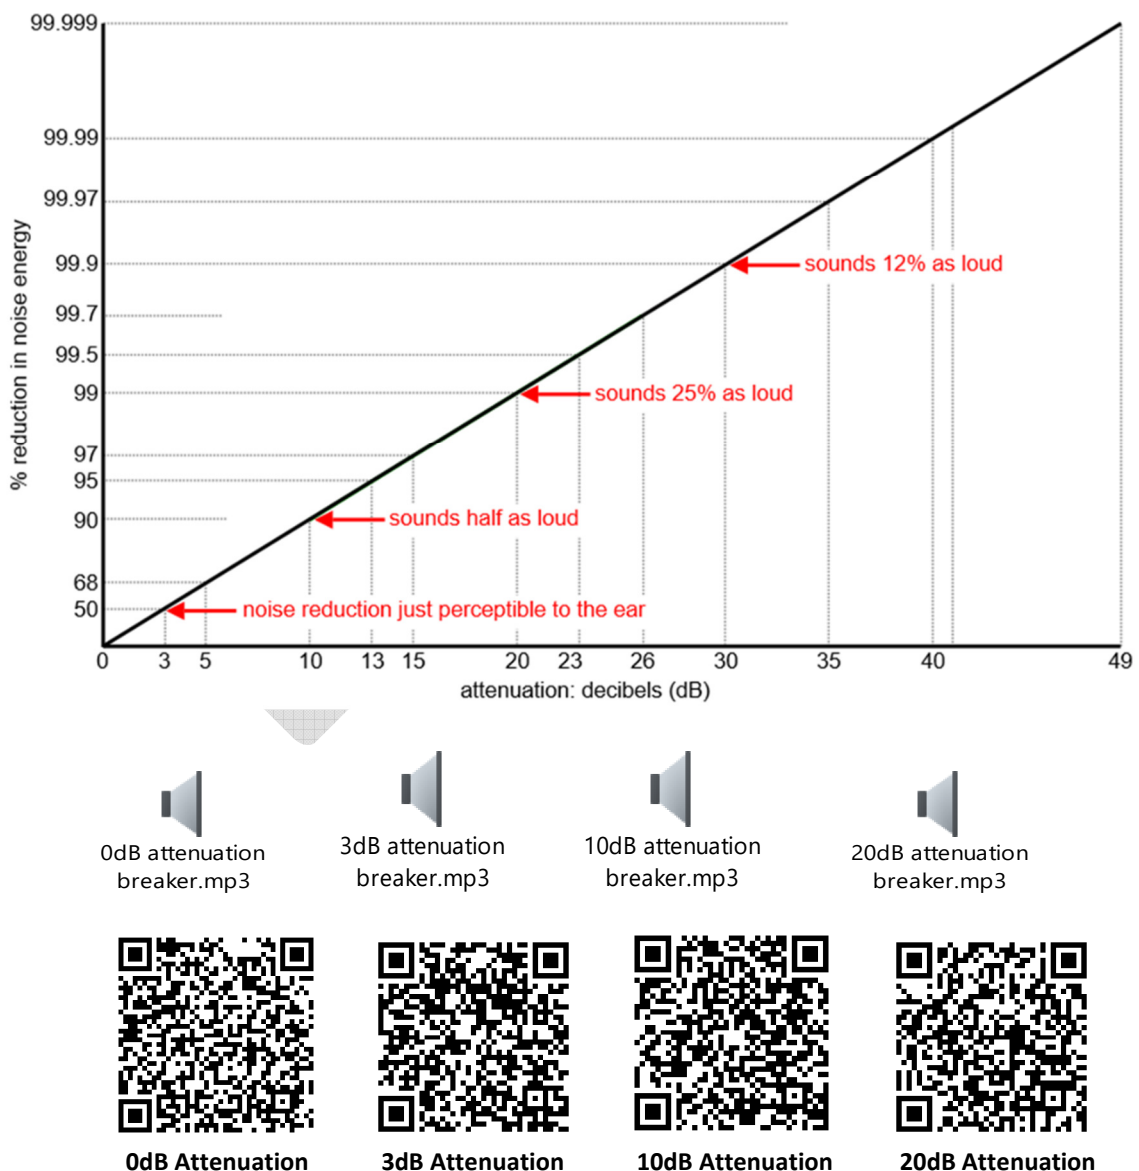 99.999
99.99
99.97
99.9
sounds 12% as loud
99.7
99.5
99
sounds 25% as loud
97
95
90
sounds half as loud
68
50
noise reduction just perceptible to the ear
% reduction in noise energy
0 3 5 10 13 15 20 23 26 30 35 40 49
attenuation: decibels (dB)
0dB attenuation
breaker.mp3
3dB attenuation
breaker.mp3
10dB attenuation
breaker.mp3
20dB attenuation
breaker.mp3
0dB Attenuation
3dB Attenuation
10dB Attenuation
20dB Attenuation